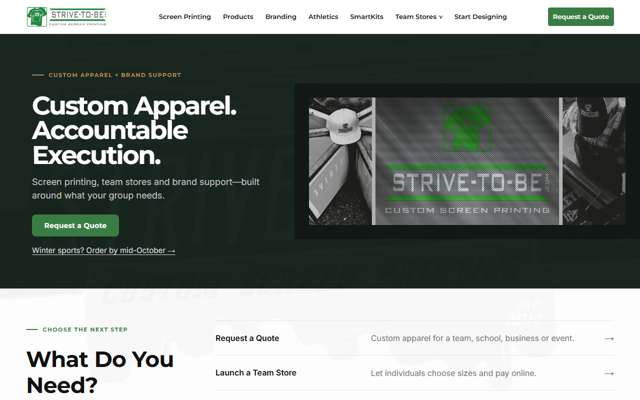 STRIVE-TO-BE
CUSTOM SCREEN PRINTING
Screen Printing
Products
Branding
Athletics
SmartKits
Team Stores
Start Designing
Request a Quote
CUSTOM APPAREL + BRAND SUPPORT
Custom Apparel.
Accountable
Execution.
Screen printing, team stores and brand support—built
around what your group needs.
Request a Quote
Winter sports? Order by mid-October →
STRIVE-TO-BE
CUSTOM SCREEN PRINTING
CHOOSE THE NEXT STEP
What Do You
Need?
Request a Quote
Custom apparel for a team, school, business or event. →
Launch a Team Store
Let individuals choose sizes and pay online. →